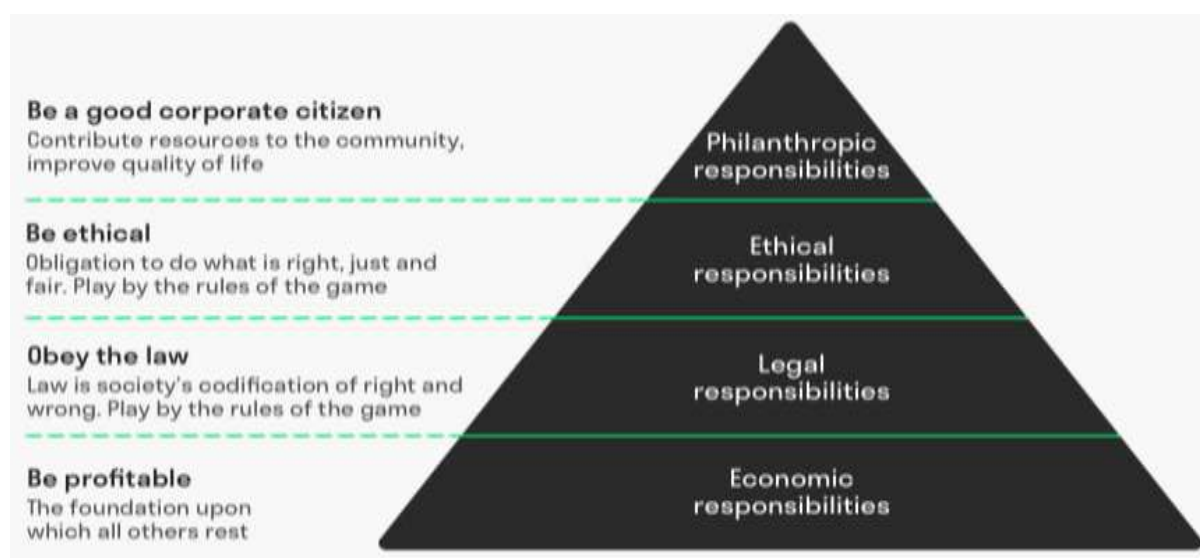 Be a good corporate citizen
Contribute resources to the community,
improve quality of life
Philanthropic
responsibilities
Be ethical
Obligation to do what is right, just and
fair. Play by the rules of the game
Ethical
responsibilities
Obey the law
Law is society's codification of right and
wrong. Play by the rules of the game
Legal
responsibilities
Be profitable
The foundation upon
which all others rest
Economic
responsibilities